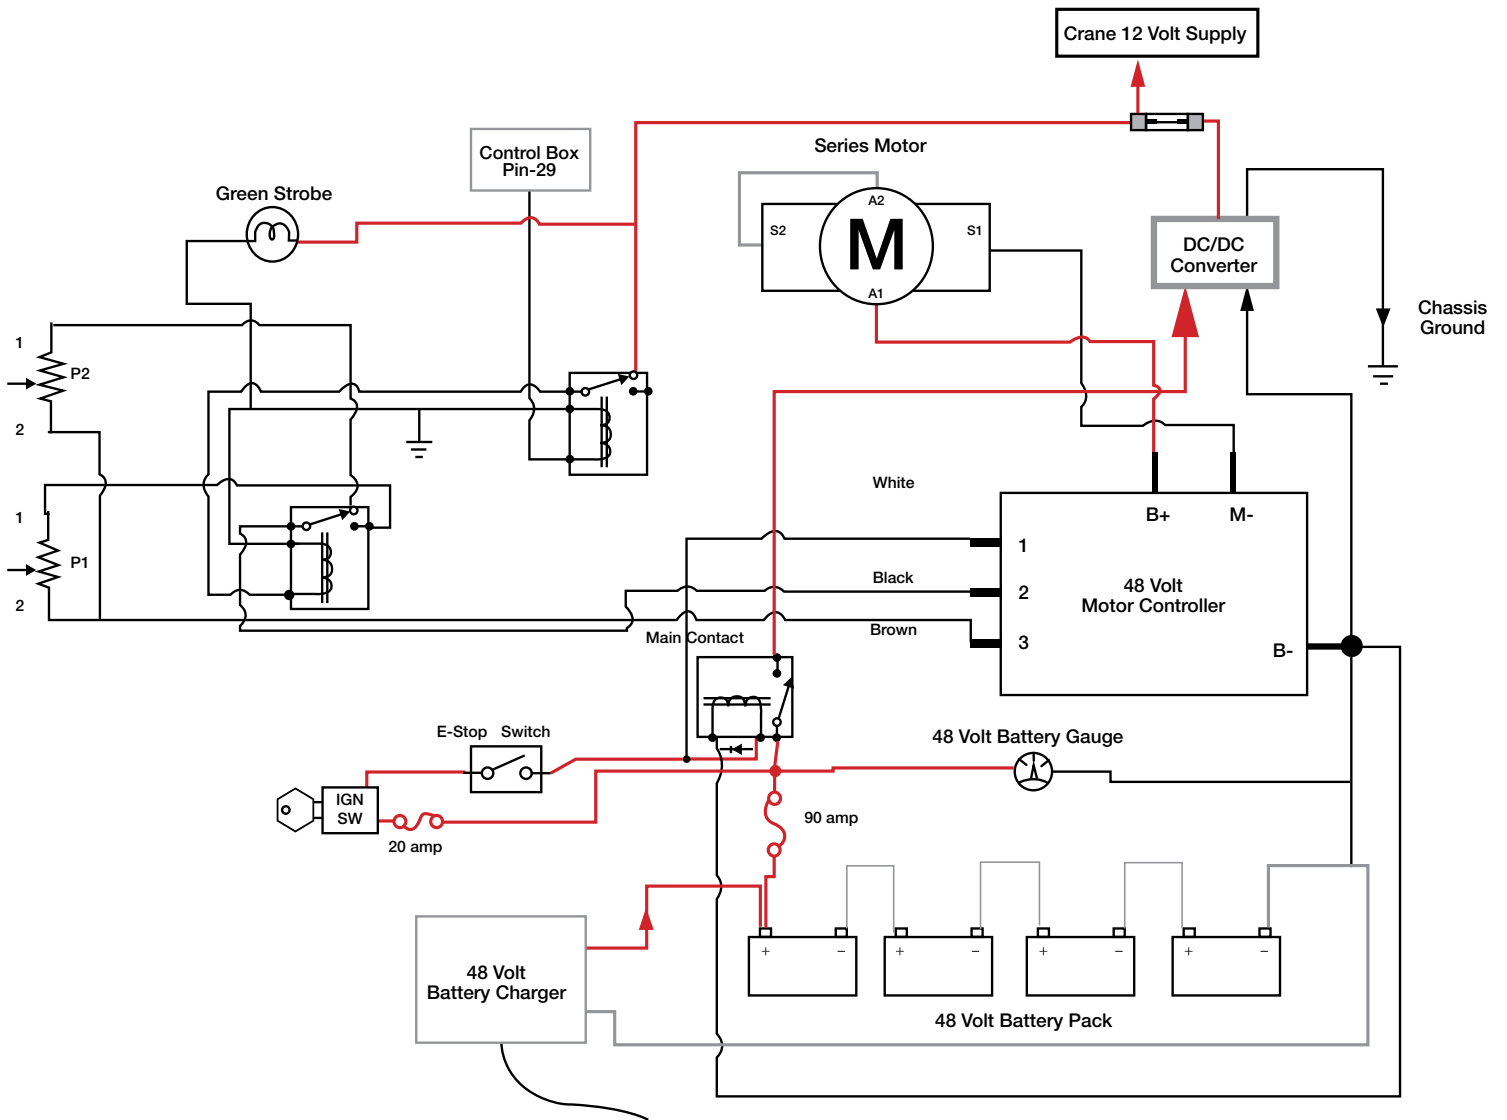 Crane 12 Volt Supply
Series Motor
Control Box
Pin-29
Green Strobe
A2
S2
M
S1
A1
DC/DC
Converter
Chassis
Ground
1
P2
2
1
P1
2
White
Black
Brown
B+
M-
1
2
3
48 Volt
Motor Controller
B-
Main Contact
E-Stop Switch
48 Volt Battery Gauge
IGN
SW
20 amp
90 amp
+ −
+ −
+ −
+ −
48 Volt
Battery Charger
48 Volt Battery Pack